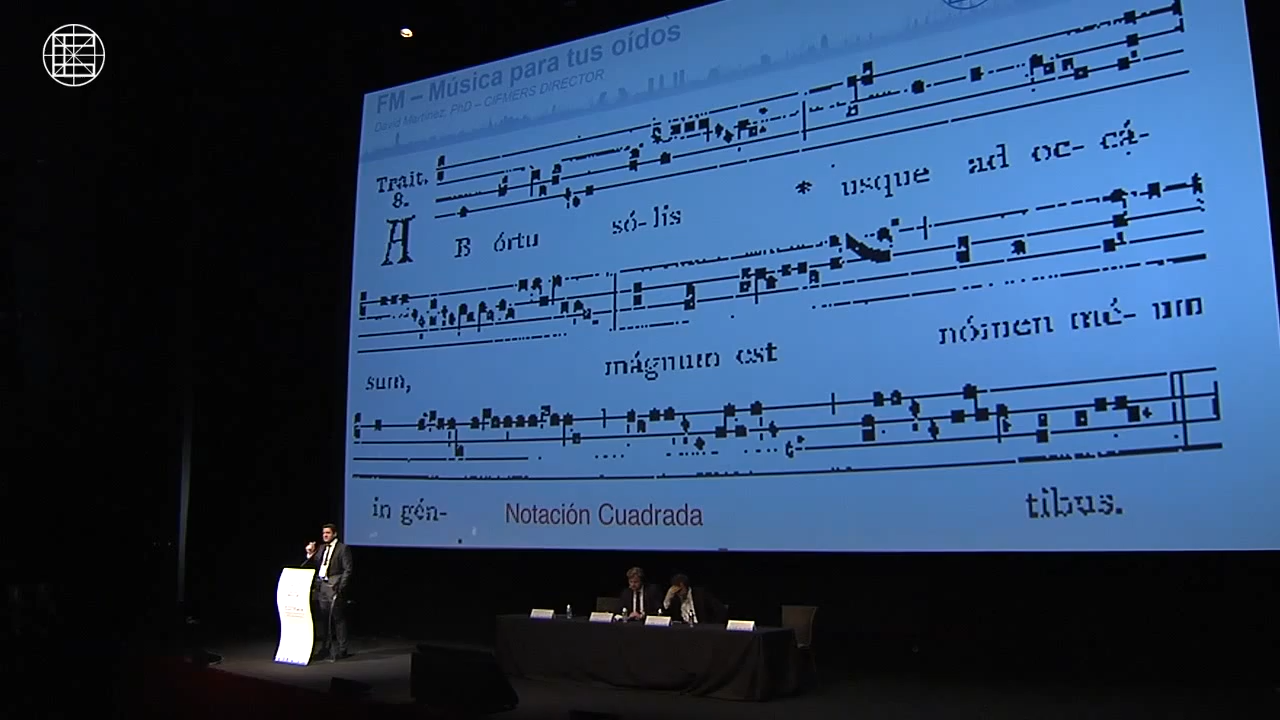 FM – Música para tus oídos
David Martínez, PhD – CIFMERS DIRECTOR
Trait.
8.
A B órtu só- lis * usque ad oc- cá-
sum, mágnum est nómen mé- um
in gén- tibus.
Notación Cuadrada